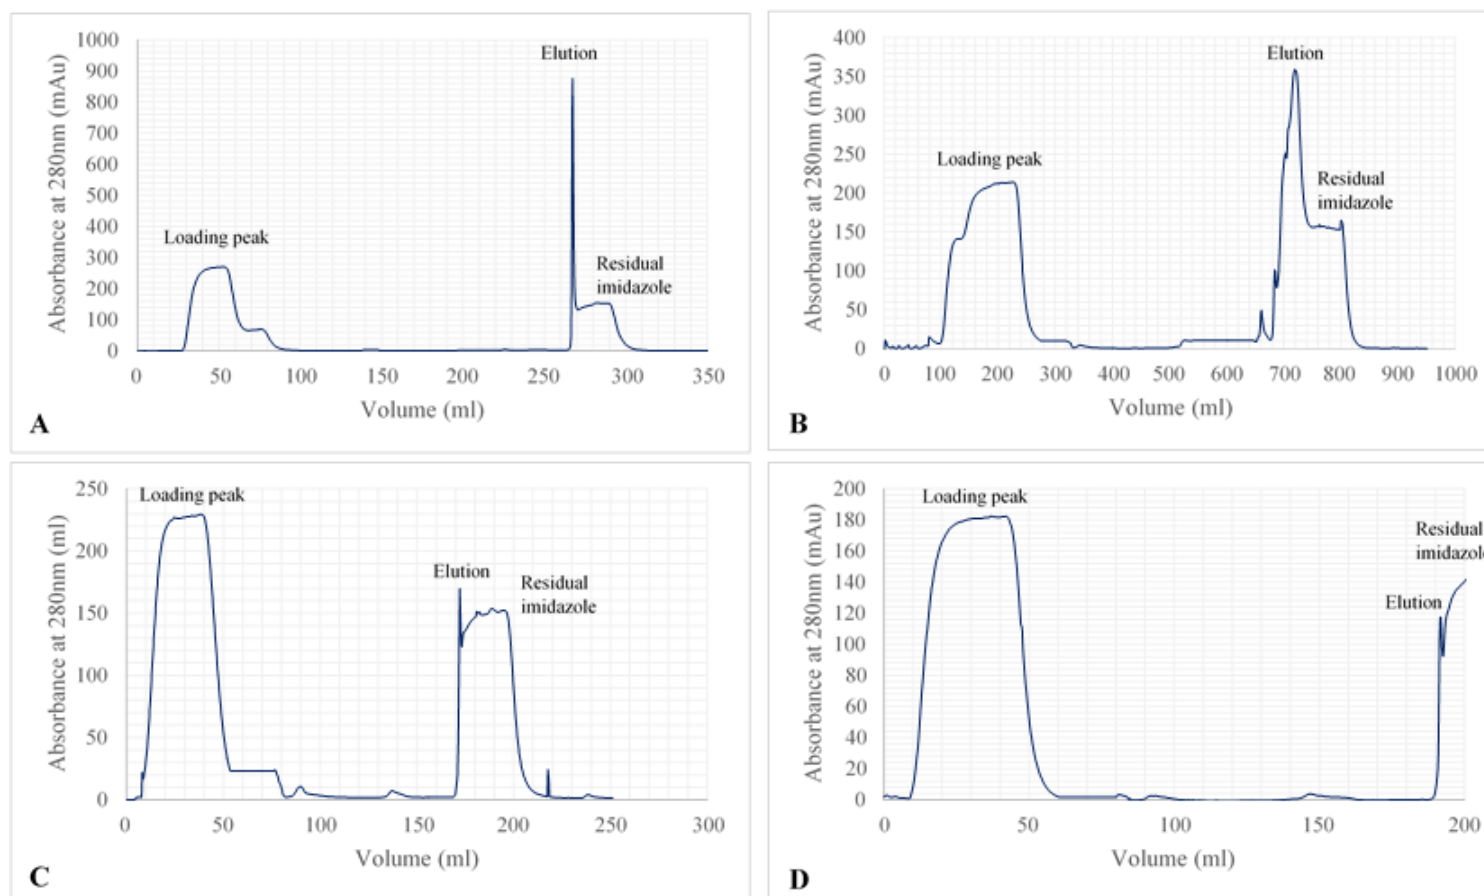 Absorbance at 280nm (mAu)
1000
900
800
700
600
500
400
300
200
100
0
Elution
Loading peak
Residual
imidazole
0 50 100 150 200 250 300 350
Volume (ml)
A
Absorbance at 280nm (mAu)
400
350
300
250
200
150
100
50
0
Elution
Loading peak
Residual
imidazole
0 100 200 300 400 500 600 700 800 900 1000
Volume (ml)
B
Absorbance at 280nm (ml)
250
200
150
100
50
0
Loading peak
Elution
Residual
imidazole
0 50 100 150 200 250 300
Volume (ml)
C
Absorbance at 280nm (mAu)
200
180
160
140
120
100
80
60
40
20
0
Loading peak
Residual
imidazole
Elution
0 50 100 150 200
Volume (ml)
D